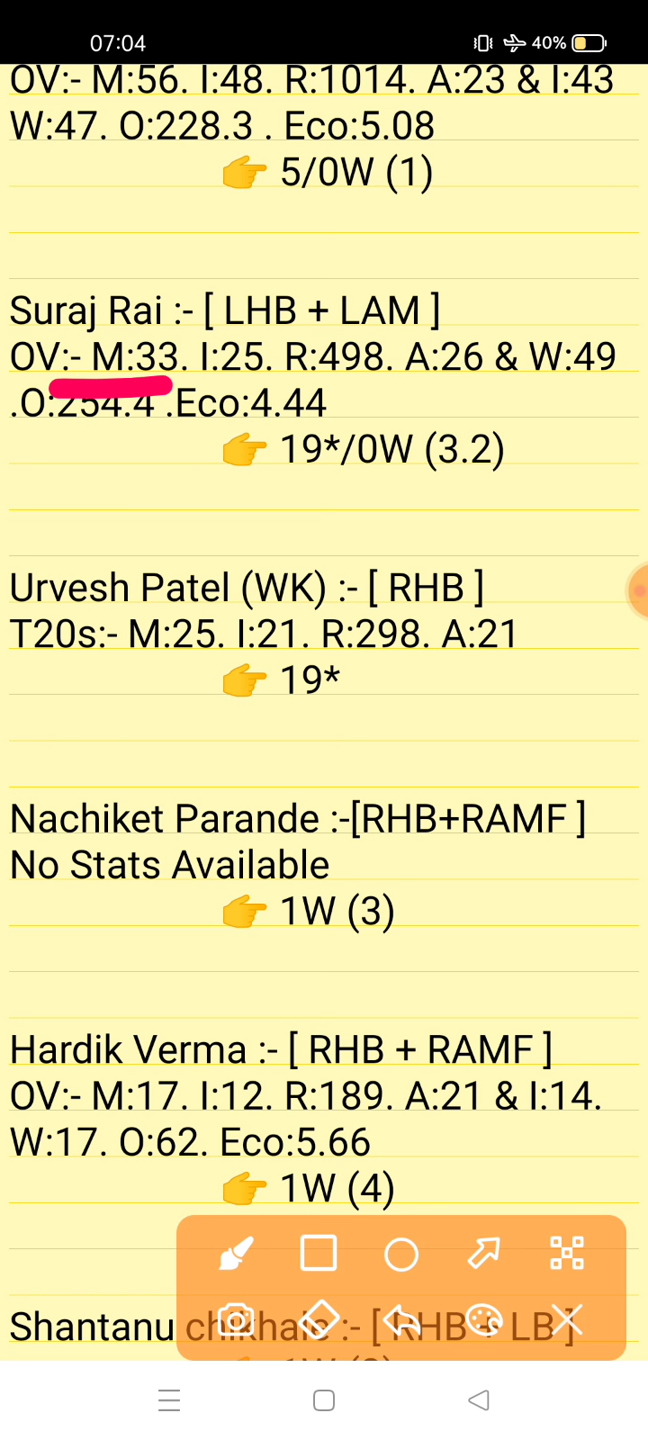 07:04
40%
OV:- M:56. I:48. R:1014. A:23 & I:43
W:47. O:228.3 . Eco:5.08
👉 5/0W (1)
Suraj Rai :- [ LHB + LAM ]
OV:- M:33. I:25. R:498. A:26 & W:49
.O:254.4 .Eco:4.44
👉 19*/0W (3.2)
Urvesh Patel (WK) :- [ RHB ]
T20s:- M:25. I:21. R:298. A:21
👉 19*
Nachiket Parande :-[RHB+RAMF ]
No Stats Available
👉 1W (3)
Hardik Verma :- [ RHB + RAMF ]
OV:- M:17. I:12. R:189. A:21 & I:14.
W:17. O:62. Eco:5.66
👉 1W (4)
Shantanu chikhale :- [ RHB + LB ]